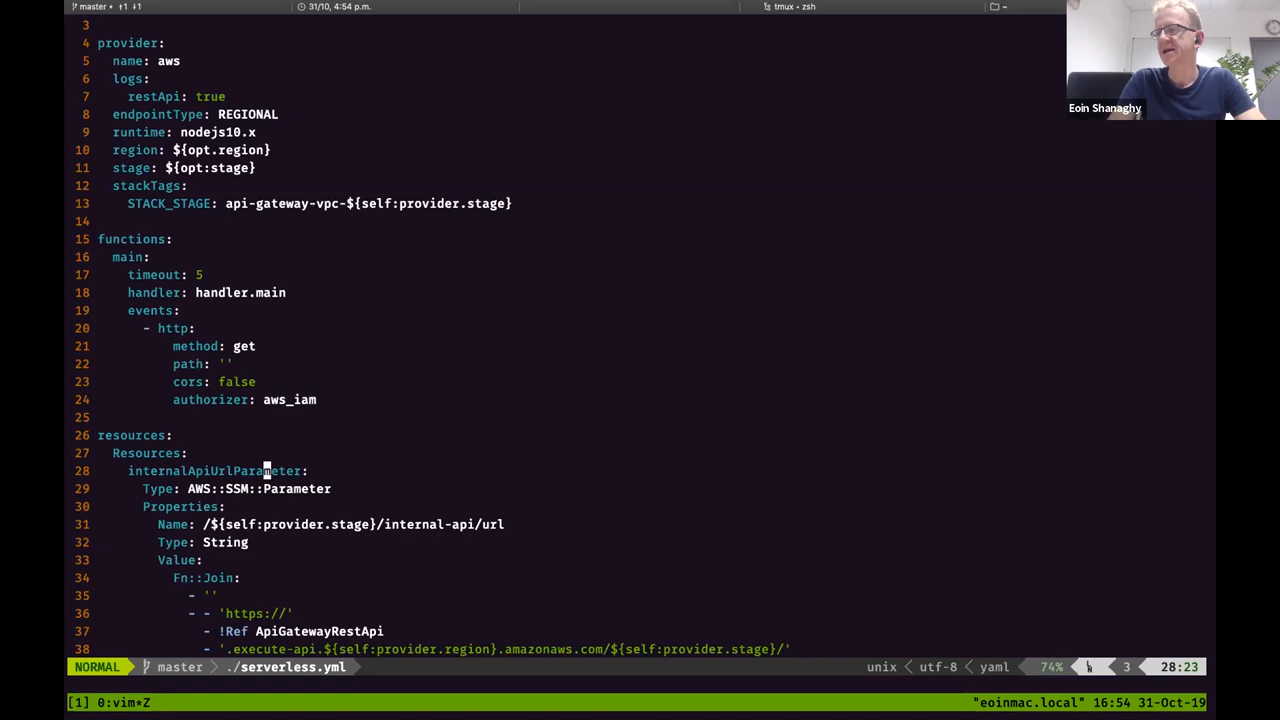 master ↑1 ↓1
31/10, 4:54 p.m.
tmux • zsh
~
Eoin Shanaghy
3
4 provider:
5 name: aws
6 logs:
7 restApi: true
8 endpointType: REGIONAL
9 runtime: nodejs10.x
10 region: ${opt.region}
11 stage: ${opt:stage}
12 stackTags:
13 STACK_STAGE: api-gateway-vpc-${self:provider.stage}
14
15 functions:
16 main:
17 timeout: 5
18 handler: handler.main
19 events:
20 - http:
21 method: get
22 path: ''
23 cors: false
24 authorizer: aws_iam
25
26 resources:
27 Resources:
28 internalApiUrlParameter:
29 Type: AWS::SSM::Parameter
30 Properties:
31 Name: /${self:provider.stage}/internal-api/url
32 Type: String
33 Value:
34 Fn::Join:
35 - ''
36 - - 'https://'
37 - !Ref ApiGatewayRestApi
38 - '.execute-api.${self:provider.region}.amazonaws.com/${self:provider.stage}/'
NORMAL master ./serverless.yml unix utf-8 yaml 74% 3 28:23
[1] 0:vim*Z "eoinmac.local" 16:54 31-Oct-19